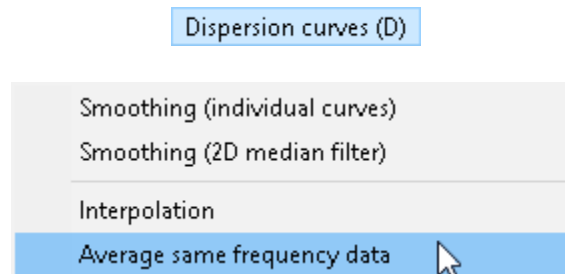 Dispersion curves (D)
Smoothing (individual curves)
Smoothing (2D median filter)
Interpolation
Average same frequency data